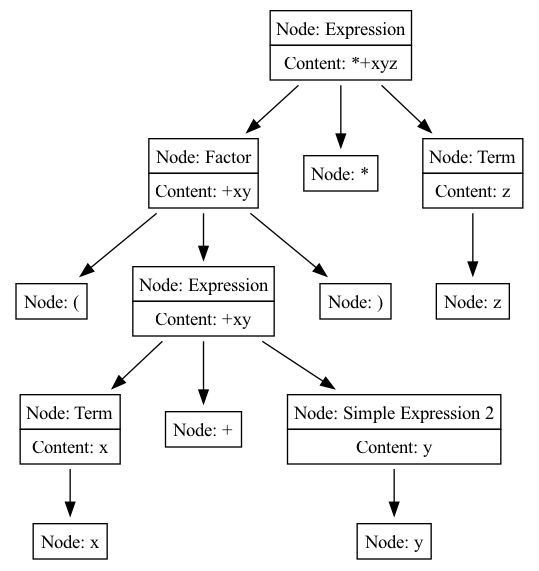 Node: Expression
Content: *+xyz
Node: Factor
Content: +xy
Node: *
Node: Term
Content: z
Node: (
Node: Expression
Content: +xy
Node: )
Node: z
Node: Term
Content: x
Node: +
Node: Simple Expression 2
Content: y
Node: x
Node: y